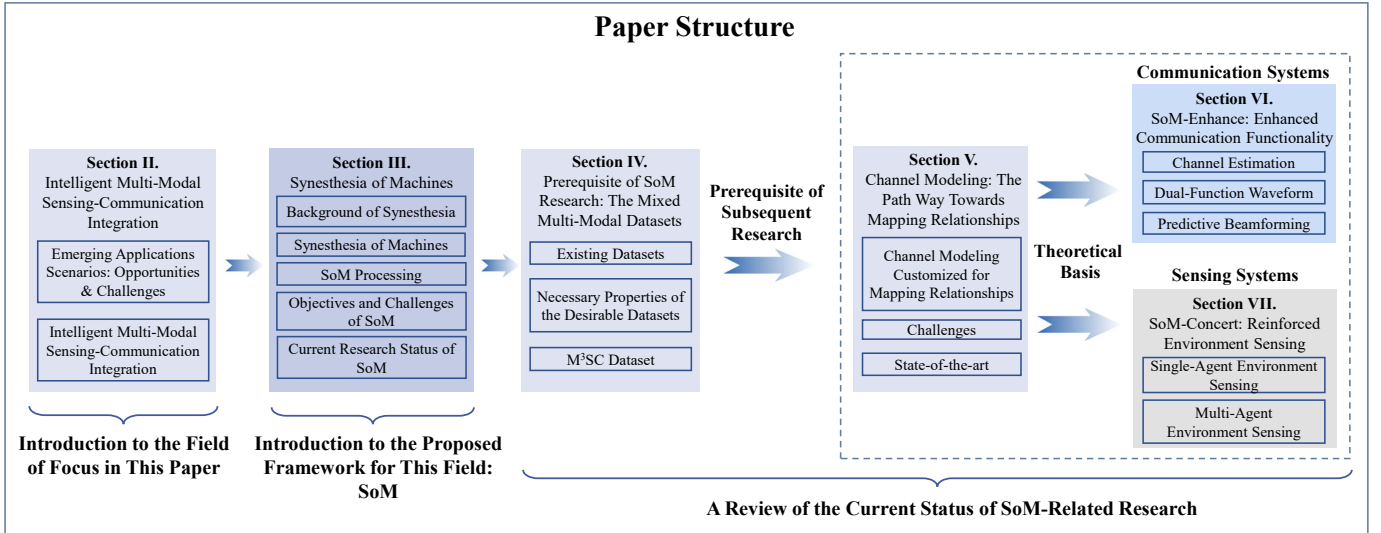 Paper Structure
Section II.
Intelligent Multi-Modal
Sensing-Communication
Integration
Emerging Applications
Scenarios: Opportunities
& Challenges
Intelligent Multi-Modal
Sensing-Communication
Integration
Introduction to the Field
of Focus in This Paper
Section III.
Synesthesia of Machines
Background of Synesthesia
Synesthesia of Machines
SoM Processing
Objectives and Challenges
of SoM
Current Research Status of
SoM
Introduction to the Proposed
Framework for This Field:
SoM
Section IV.
Prerequisite of SoM
Research: The Mixed
Multi-Modal Datasets
Existing Datasets
Necessary Properties of
the Desirable Datasets
M³SC Dataset
Prerequisite of
Subsequent
Research
Section V.
Channel Modeling: The
Path Way Towards
Mapping Relationships
Channel Modeling
Customized for
Mapping Relationships
Challenges
State-of-the-art
Theoretical
Basis
Communication Systems
Section VI.
SoM-Enhance: Enhanced
Communication Functionality
Channel Estimation
Dual-Function Waveform
Predictive Beamforming
Sensing Systems
Section VII.
SoM-Concert: Reinforced
Environment Sensing
Single-Agent Environment
Sensing
Multi-Agent
Environment Sensing
A Review of the Current Status of SoM-Related Research